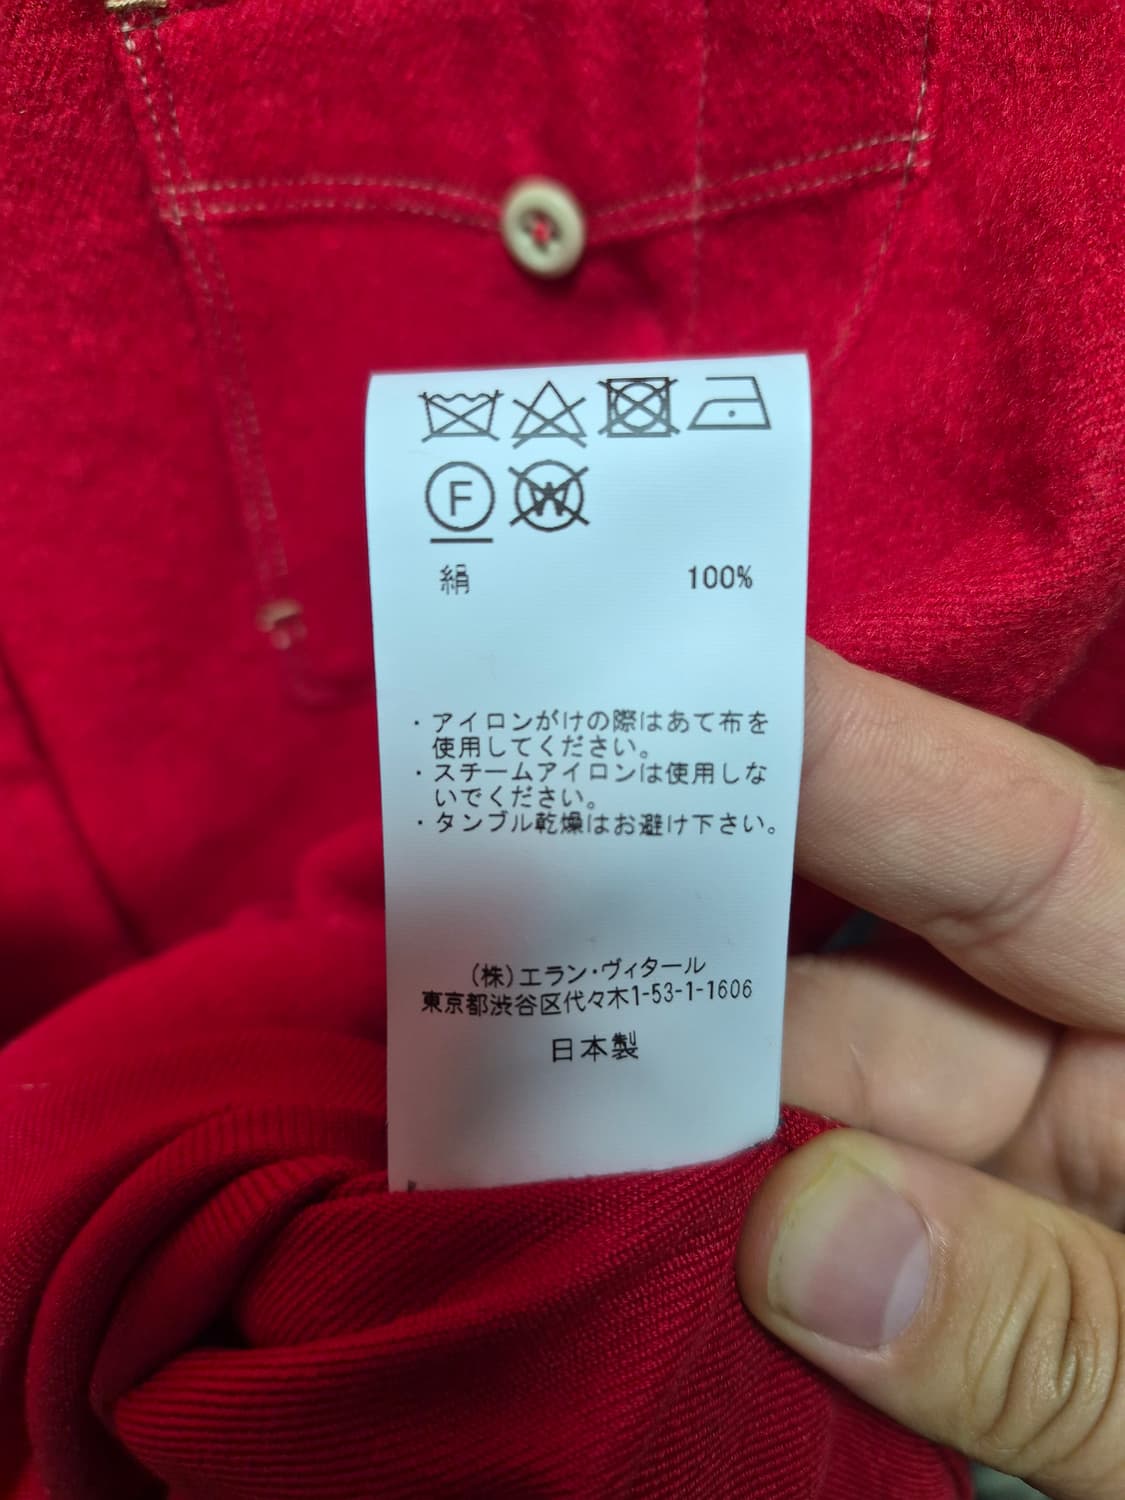 F
W
絹 100%
・アイロンがけの際はあて布を
使用してください。
・スチームアイロンは使用しな
いでください。
・タンブル乾燥はお避け下さい。
(株)エラン・ヴィタール
東京都渋谷区代々木1-53-1-1606
日本製